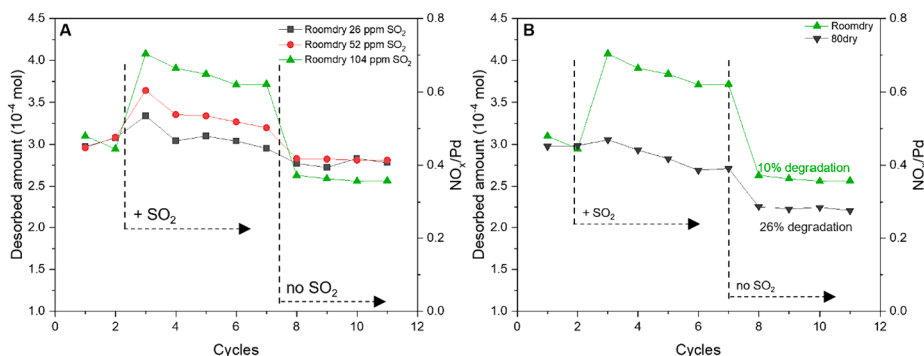 A
Roomdry 26 ppm SO₂
Roomdry 52 ppm SO₂
Roomdry 104 ppm SO₂
4.5
4.0
3.5
3.0
2.5
2.0
1.5
1.0
Desorbed amount (10⁻⁴ mol)
0.8
0.6
0.4
0.2
0.0
NOₓ/Pd
+ SO₂
no SO₂
0 2 4 6 8 10 12
Cycles
B
Roomdry
80dry
4.5
4.0
3.5
3.0
2.5
2.0
1.5
1.0
Desorbed amount (10⁻⁴ mol)
0.8
0.6
0.4
0.2
0.0
NOₓ/Pd
10% degradation
26% degradation
+ SO₂
no SO₂
0 2 4 6 8 10 12
Cycles